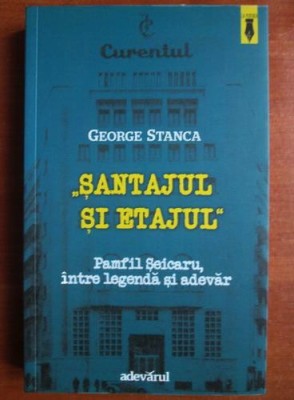 Curentul
GEORGE STANCA
„ȘANTAJUL
ȘI ETAJUL“
Pamfil Șeicaru,
între legendă și adevăr
adevărul